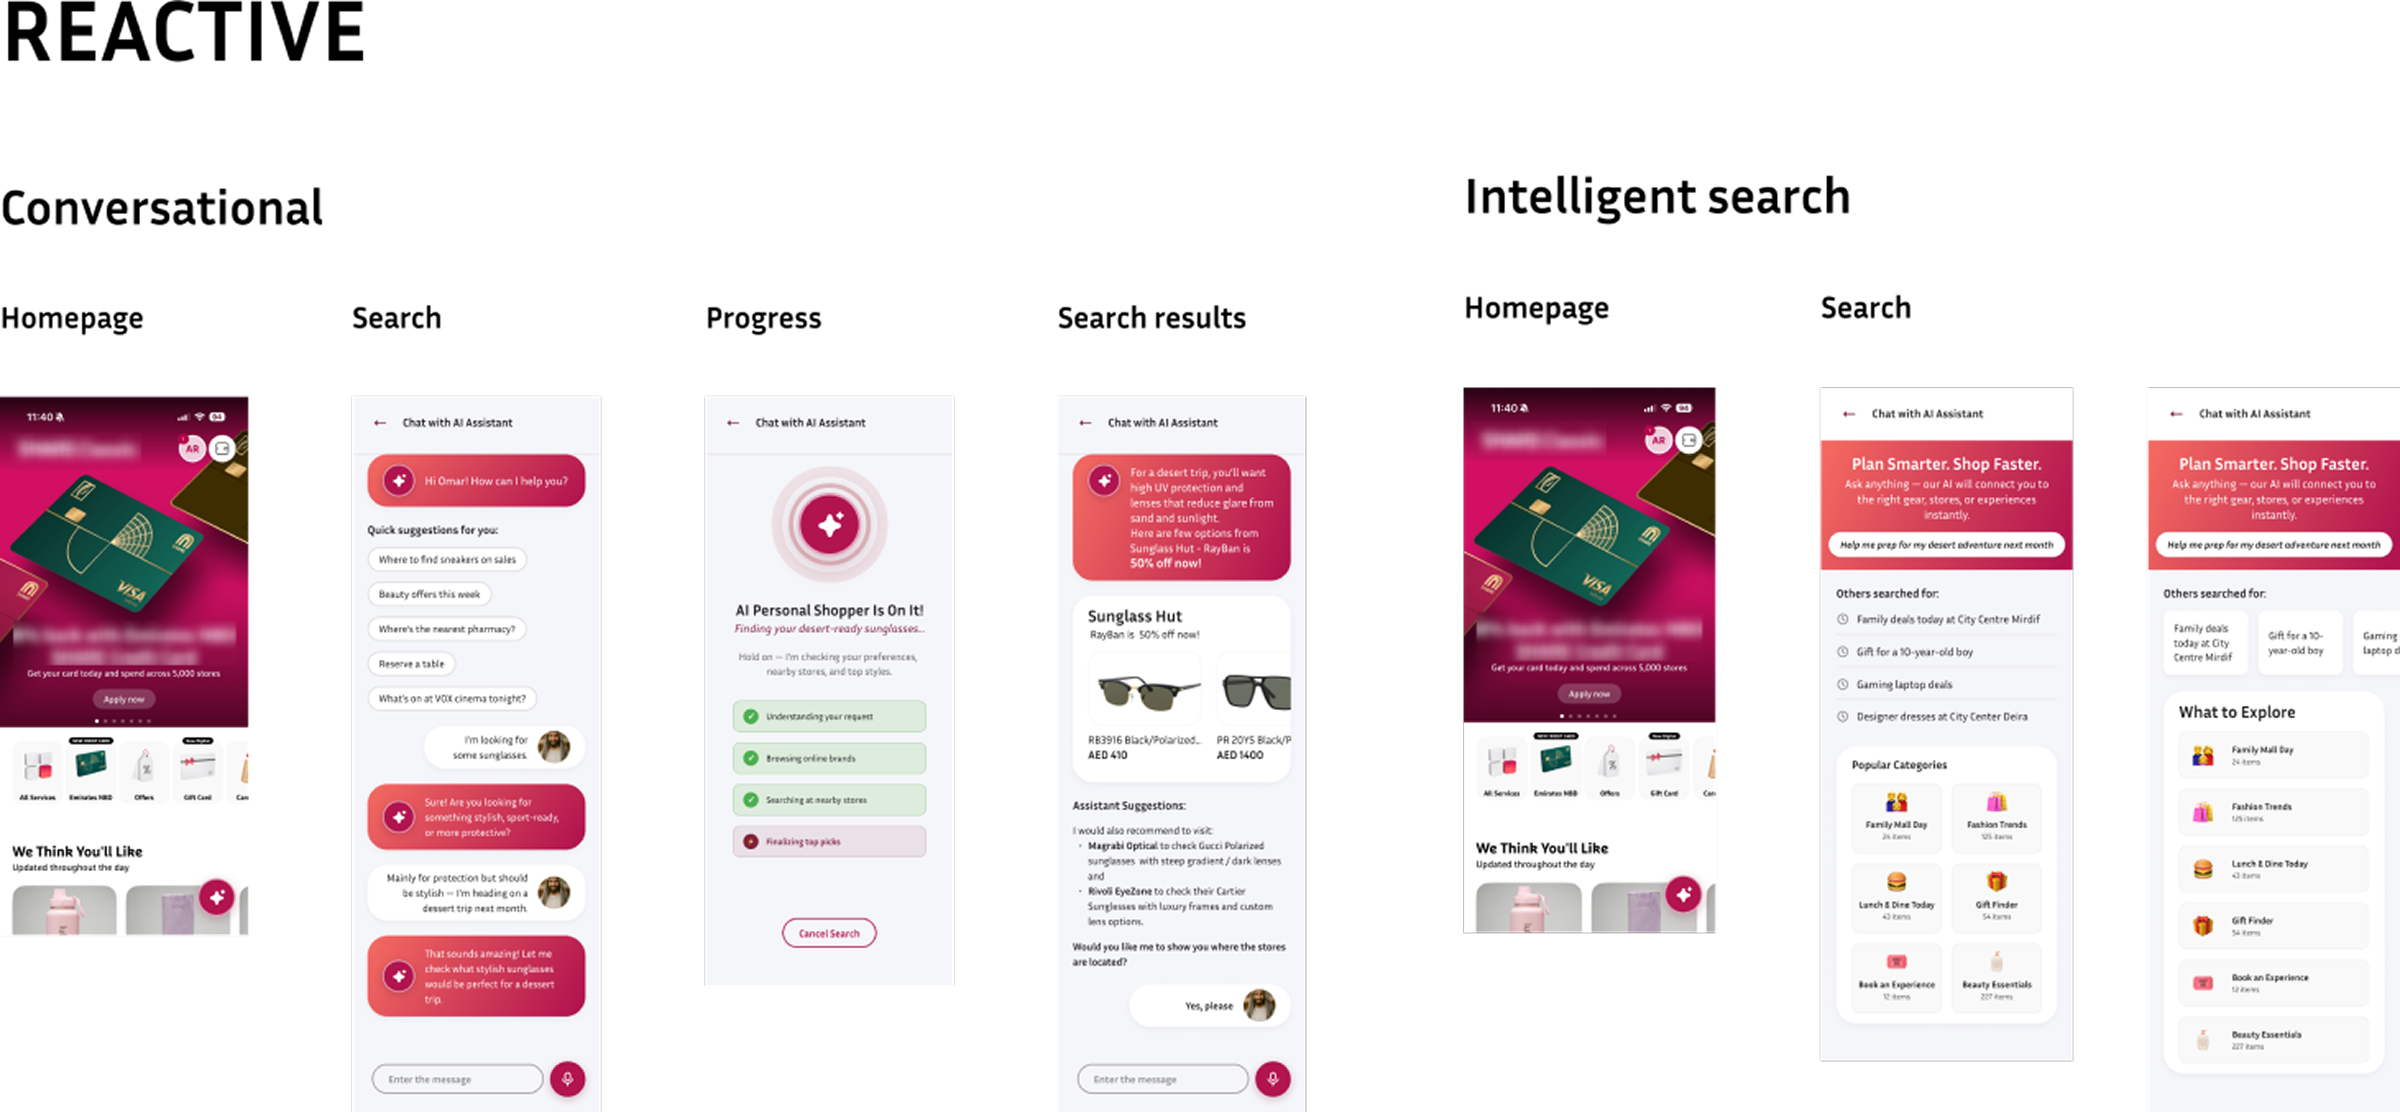 REACTIVE
Conversational
Homepage
11:40
94
AR
VISA
Get your card today and spend across 5,000 stores
Apply now
All Services
Emirates NBD
Offers
Gift Card
We Think You'll Like
Updated throughout the day
Search
Chat with AI Assistant
Hi Omar! How can I help you?
Quick suggestions for you:
Where to find sneakers on sales
Beauty offers this week
Where's the nearest pharmacy?
Reserve a table
What's on at VOX cinema tonight?
I'm looking for
some sunglasses.
Sure! Are you looking for
something stylish, sport-ready,
or more protective?
Mainly for protection but should
be stylish — I'm heading on a
dessert trip next month.
That sounds amazing! Let me
check what stylish sunglasses
would be perfect for a dessert
trip.
Enter the message
Progress
Chat with AI Assistant
AI Personal Shopper Is On It!
Finding your desert-ready sunglasses...
Hold on — I'm checking your preferences,
nearby stores, and top styles.
Understanding your request
Browsing online brands
Searching at nearby stores
Finalizing top picks
Cancel Search
Search results
Chat with AI Assistant
For a desert trip, you'll want
high UV protection and
lenses that reduce glare from
sand and sunlight.
Here are few options from
Sunglass Hut - RayBan is
50% off now!
Sunglass Hut
RayBan is 50% off now!
RB3916 Black/Polarized...
AED 410
PR 20YS Black/P
AED 1400
Assistant Suggestions:
I would also recommend to visit:
• Magrabi Optical to check Gucci Polarized
sunglasses with steep gradient / dark lenses
and
• Rivoli EyeZone to check their Cartier
Sunglesses with luxury frames and custom
lens options.
Would you like me to show you where the stores
are located?
Yes, please
Enter the message
Intelligent search
Homepage
11:40
94
AR
VISA
Get your card today and spend across 5,000 stores
Apply now
All Services
Emirates NBD
Offers
Gift Card
We Think You'll Like
Updated throughout the day
Search
Chat with AI Assistant
Plan Smarter. Shop Faster.
Ask anything — our AI will connect you to
the right gear, stores, or experiences
instantly.
Help me prep for my desert adventure next month
Others searched for:
Family deals today at City Centre Mirdif
Gift for a 10-year-old boy
Gaming laptop deals
Designer dresses at City Center Deira
Popular Categories
Family Mall Day
24 items
Fashion Trends
125 items
Lunch & Dine Today
43 items
Gift Finder
54 items
Book an Experience
12 items
Beauty Essentials
227 items
Chat with AI Assistant
Plan Smarter. Shop Faster.
Ask anything — our AI will connect you to
the right gear, stores, or experiences
instantly.
Help me prep for my desert adventure next month
Others searched for:
Family deals
today at City
Centre Mirdif
Gift for a 10-
year-old boy
Gaming
laptop d
What to Explore
Family Mall Day
24 items
Fashion Trends
125 items
Lunch & Dine Today
43 items
Gift Finder
54 items
Book an Experience
12 items
Beauty Essentials
227 items